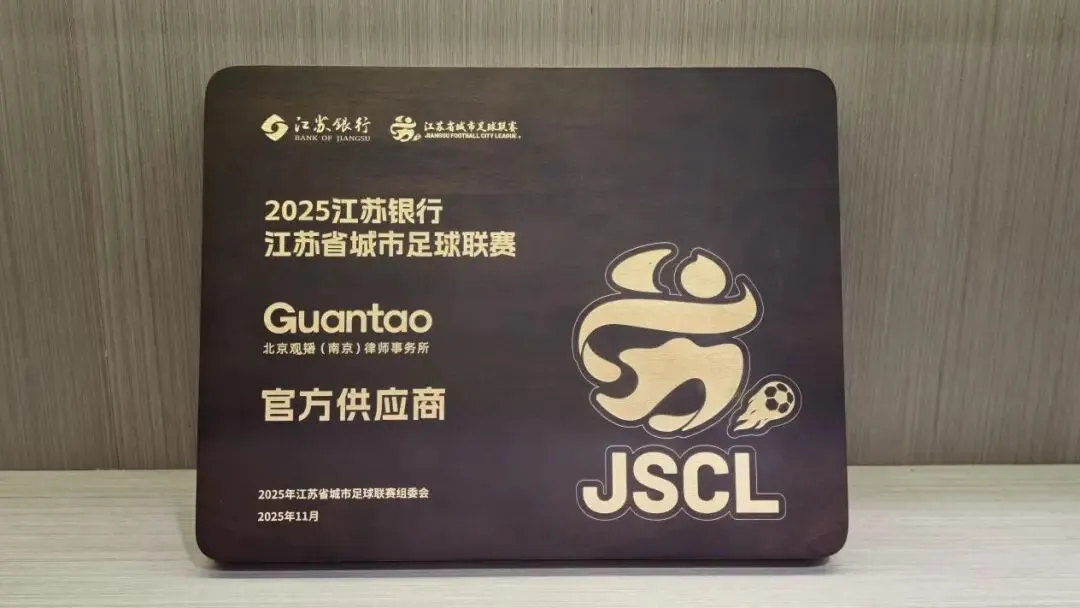 江苏银行
BANK OF JIANGSU
江苏省城市足球联赛
JIANGSU FOOTBALL CITY LEAGUE
2025江苏银行
江苏省城市足球联赛
Guantao
北京观韬（南京）律师事务所
官方供应商
2025年江苏省城市足球联赛组委会
2025年11月
JSCL